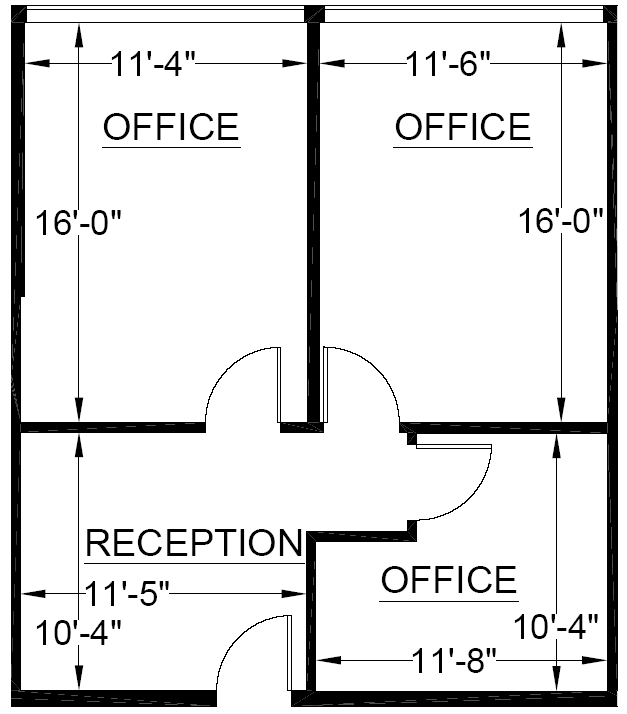 11'-4"
11'-6"
OFFICE
OFFICE
16'-0"
16'-0"
RECEPTION
OFFICE
11'-5"
10'-4"
10'-4"
11'-8"